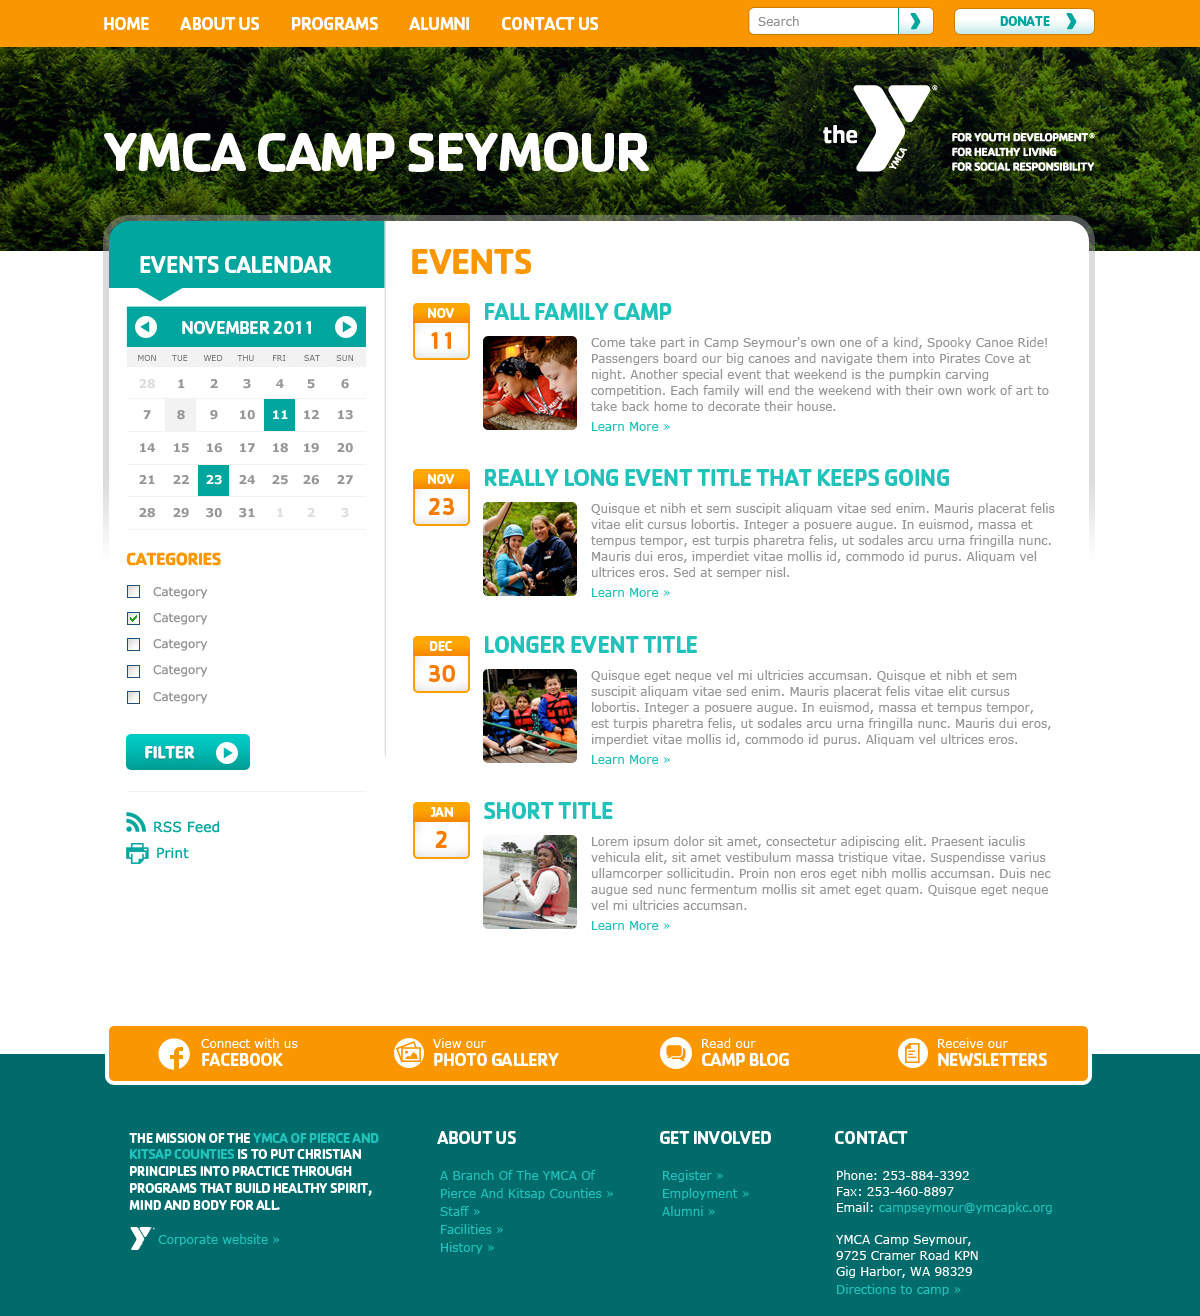 HOME ABOUT US PROGRAMS ALUMNI CONTACT US
Search
DONATE
YMCA CAMP SEYMOUR
the Y®
YMCA
FOR YOUTH DEVELOPMENT®
FOR HEALTHY LIVING
FOR SOCIAL RESPONSIBILITY
EVENTS CALENDAR
NOVEMBER 2011
MON TUE WED THU FRI SAT SUN
28 1 2 3 4 5 6
7 8 9 10 11 12 13
14 15 16 17 18 19 20
21 22 23 24 25 26 27
28 29 30 31 1 2 3
CATEGORIES
Category
Category
Category
Category
Category
FILTER
RSS Feed
Print
EVENTS
NOV
11
FALL FAMILY CAMP
Come take part in Camp Seymour's own one of a kind, Spooky Canoe Ride!
Passengers board our big canoes and navigate them into Pirates Cove at
night. Another special event that weekend is the pumpkin carving
competition. Each family will end the weekend with their own work of art to
take back home to decorate their house.
Learn More »
NOV
23
REALLY LONG EVENT TITLE THAT KEEPS GOING
Quisque et nibh et sem suscipit aliquam vitae sed enim. Mauris placerat felis
vitae elit cursus lobortis. Integer a posuere augue. In euismod, massa et
tempus tempor, est turpis pharetra felis, ut sodales arcu urna fringilla nunc.
Mauris dui eros, imperdiet vitae mollis id, commodo id purus. Aliquam vel
ultrices eros. Sed at semper nisl.
Learn More »
DEC
30
LONGER EVENT TITLE
Quisque eget neque vel mi ultricies accumsan. Quisque et nibh et sem
suscipit aliquam vitae sed enim. Mauris placerat felis vitae elit cursus
lobortis. Integer a posuere augue. In euismod, massa et tempus tempor,
est turpis pharetra felis, ut sodales arcu urna fringilla nunc. Mauris dui eros,
imperdiet vitae mollis id, commodo id purus. Aliquam vel ultrices eros.
Learn More »
JAN
2
SHORT TITLE
Lorem ipsum dolor sit amet, consectetur adipiscing elit. Praesent iaculis
vehicula elit, sit amet vestibulum massa tristique vitae. Suspendisse varius
ullamcorper sollicitudin. Proin non eros eget nibh mollis accumsan. Duis nec
augue sed nunc fermentum mollis sit amet eget quam. Quisque eget neque
vel mi ultricies accumsan.
Learn More »
Connect with us
FACEBOOK
View our
PHOTO GALLERY
Read our
CAMP BLOG
Receive our
NEWSLETTERS
THE MISSION OF THE YMCA OF PIERCE AND
KITSAP COUNTIES IS TO PUT CHRISTIAN
PRINCIPLES INTO PRACTICE THROUGH
PROGRAMS THAT BUILD HEALTHY SPIRIT,
MIND AND BODY FOR ALL.
Corporate website »
ABOUT US
A Branch Of The YMCA Of
Pierce And Kitsap Counties »
Staff »
Facilities »
History »
GET INVOLVED
Register »
Employment »
Alumni »
CONTACT
Phone: 253-884-3392
Fax: 253-460-8897
Email: campseymour@ymcapkc.org
YMCA Camp Seymour,
9725 Cramer Road KPN
Gig Harbor, WA 98329
Directions to camp »